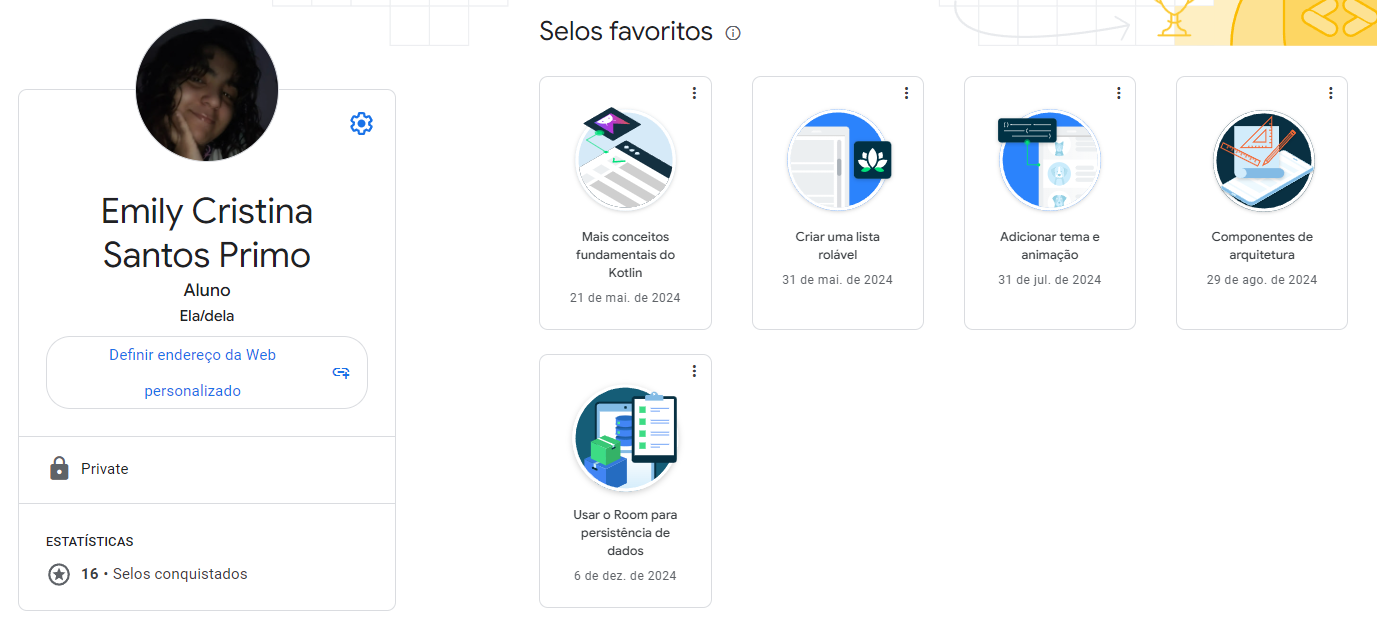 Emily Cristina
Santos Primo
Aluno
Ela/dela
Definir endereço da Web
personalizado
Private
ESTATÍSTICAS
16 • Selos conquistados
Selos favoritos
Mais conceitos
fundamentais do
Kotlin
21 de mai. de 2024
Criar uma lista
rolável
31 de mai. de 2024
Adicionar tema e
animação
31 de jul. de 2024
Componentes de
arquitetura
29 de ago. de 2024
Usar o Room para
persistência de
dados
6 de dez. de 2024